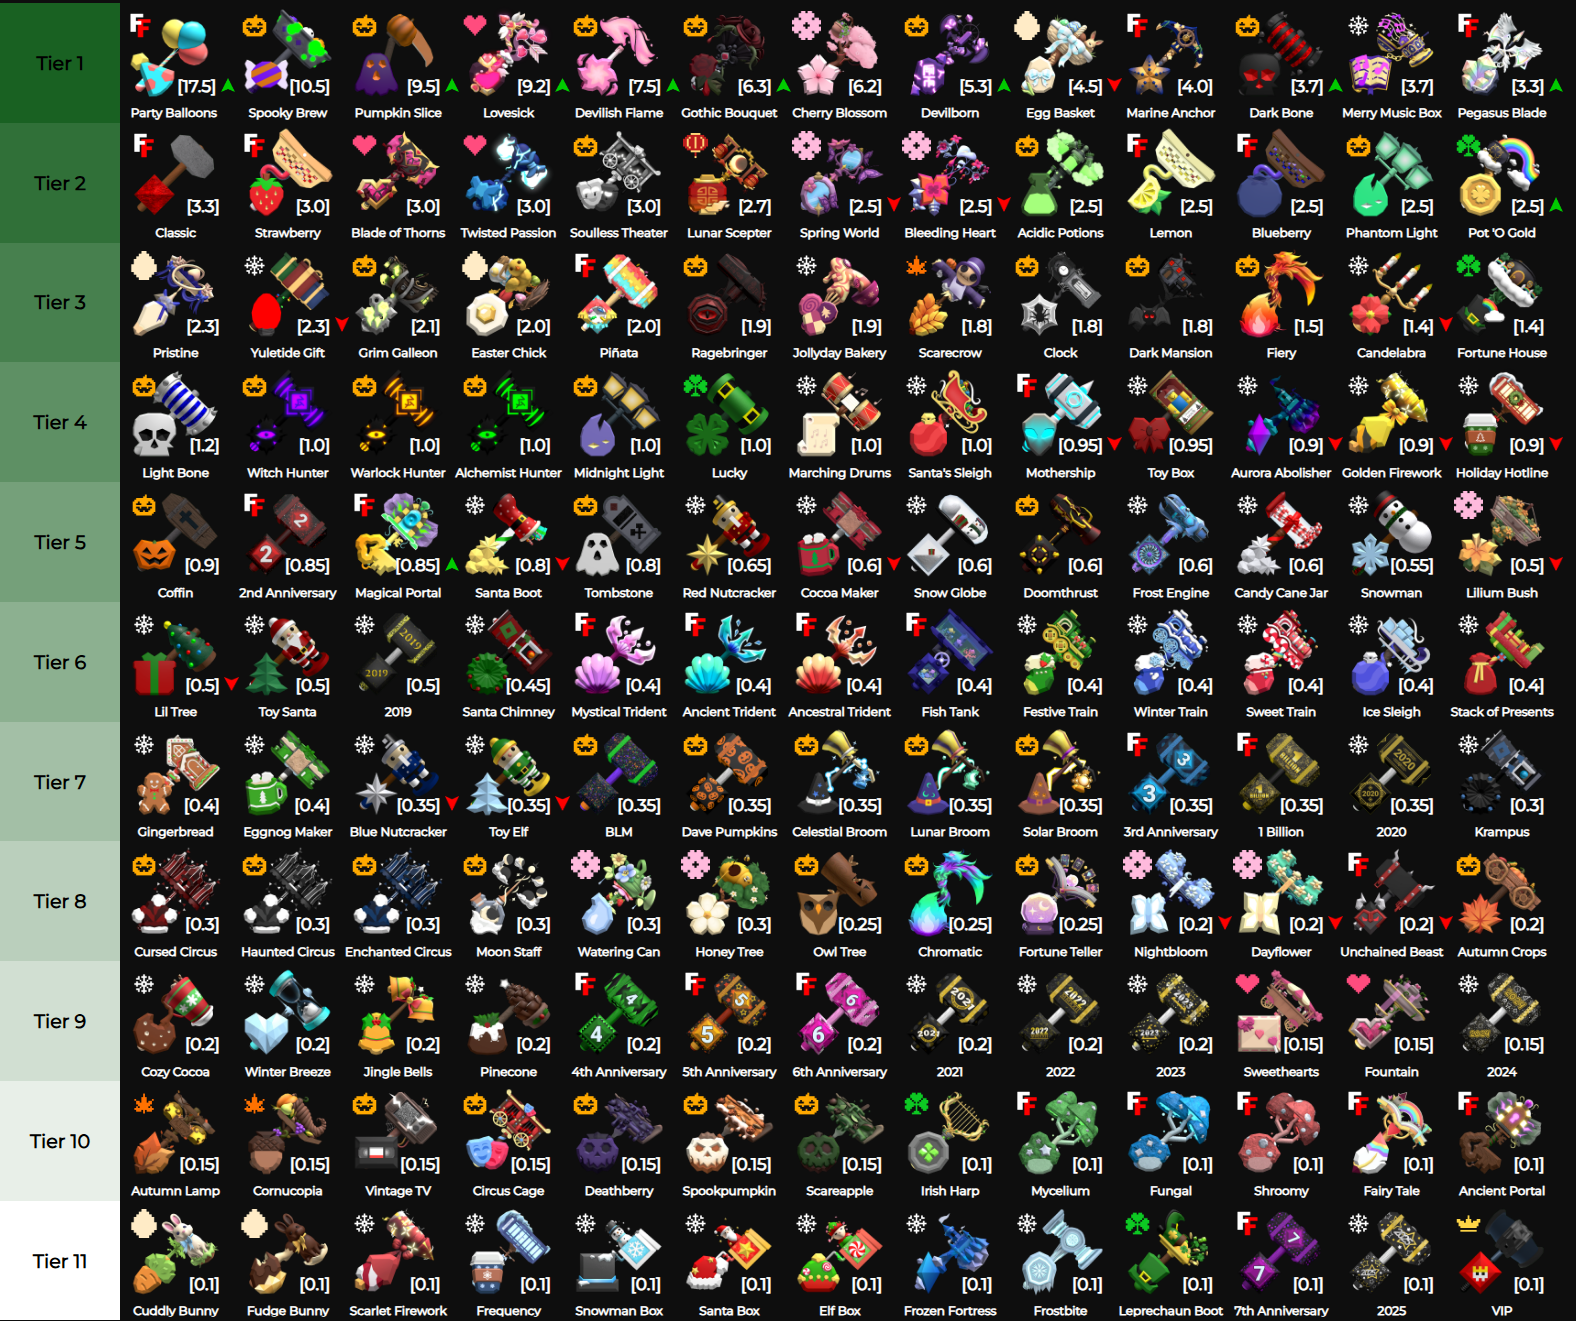 Tier 1
[17.5] [10.5] [9.5] [9.2] [7.5] [6.3] [6.2] [5.3] [4.5] [4.0] [3.7] [3.7] [3.3]
Party Balloons Spooky Brew Pumpkin Slice Lovesick Devilish Flame Gothic Bouquet Cherry Blossom Devilborn Egg Basket Marine Anchor Dark Bone Merry Music Box Pegasus Blade
Tier 2
[3.3] [3.0] [3.0] [3.0] [3.0] [2.7] [2.5] [2.5] [2.5] [2.5] [2.5] [2.5] [2.5]
Classic Strawberry Blade of Thorns Twisted Passion Soulless Theater Lunar Scepter Spring World Bleeding Heart Acidic Potions Lemon Blueberry Phantom Light Pot 'O Gold
Tier 3
[2.3] [2.3] [2.1] [2.0] [2.0] [1.9] [1.9] [1.8] [1.8] [1.8] [1.5] [1.4] [1.4]
Pristine Yuletide Gift Grim Galleon Easter Chick Piñata Ragebringer Jollyday Bakery Scarecrow Clock Dark Mansion Fiery Candelabra Fortune House
Tier 4
[1.2] [1.0] [1.0] [1.0] [1.0] [1.0] [1.0] [1.0] [0.95] [0.95] [0.9] [0.9] [0.9]
Light Bone Witch Hunter Warlock Hunter Alchemist Hunter Midnight Light Lucky Marching Drums Santa's Sleigh Mothership Toy Box Aurora Abolisher Golden Firework Holiday Hotline
Tier 5
[0.9] [0.85] [0.85] [0.8] [0.8] [0.65] [0.6] [0.6] [0.6] [0.6] [0.6] [0.55] [0.5]
Coffin 2nd Anniversary Magical Portal Santa Boot Tombstone Red Nutcracker Cocoa Maker Snow Globe Doomthrust Frost Engine Candy Cane Jar Snowman Lilium Bush
Tier 6
[0.5] [0.5] [0.5] [0.45] [0.4] [0.4] [0.4] [0.4] [0.4] [0.4] [0.4] [0.4] [0.4]
Lil Tree Toy Santa 2019 Santa Chimney Mystical Trident Ancient Trident Ancestral Trident Fish Tank Festive Train Winter Train Sweet Train Ice Sleigh Stack of Presents
Tier 7
[0.4] [0.4] [0.35] [0.35] [0.35] [0.35] [0.35] [0.35] [0.35] [0.35] [0.35] [0.35] [0.3]
Gingerbread Eggnog Maker Blue Nutcracker Toy Elf BLM Dave Pumpkins Celestial Broom Lunar Broom Solar Broom 3rd Anniversary 1 Billion 2020 Krampus
Tier 8
[0.3] [0.3] [0.3] [0.3] [0.3] [0.3] [0.25] [0.25] [0.25] [0.2] [0.2] [0.2] [0.2]
Cursed Circus Haunted Circus Enchanted Circus Moon Staff Watering Can Honey Tree Owl Tree Chromatic Fortune Teller Nightbloom Dayflower Unchained Beast Autumn Crops
Tier 9
[0.2] [0.2] [0.2] [0.2] [0.2] [0.2] [0.2] [0.2] [0.2] [0.2] [0.15] [0.15] [0.15]
Cozy Cocoa Winter Breeze Jingle Bells Pinecone 4th Anniversary 5th Anniversary 6th Anniversary 2021 2022 2023 Sweethearts Fountain 2024
Tier 10
[0.15] [0.15] [0.15] [0.15] [0.15] [0.15] [0.15] [0.1] [0.1] [0.1] [0.1] [0.1] [0.1]
Autumn Lamp Cornucopia Vintage TV Circus Cage Deathberry Spookpumpkin Scareapple Irish Harp Mycelium Fungal Shroomy Fairy Tale Ancient Portal
Tier 11
[0.1] [0.1] [0.1] [0.1] [0.1] [0.1] [0.1] [0.1] [0.1] [0.1] [0.1] [0.1] [0.1]
Cuddly Bunny Fudge Bunny Scarlet Firework Frequency Snowman Box Santa Box Elf Box Frozen Fortress Frostbite Leprechaun Boot 7th Anniversary 2025 VIP